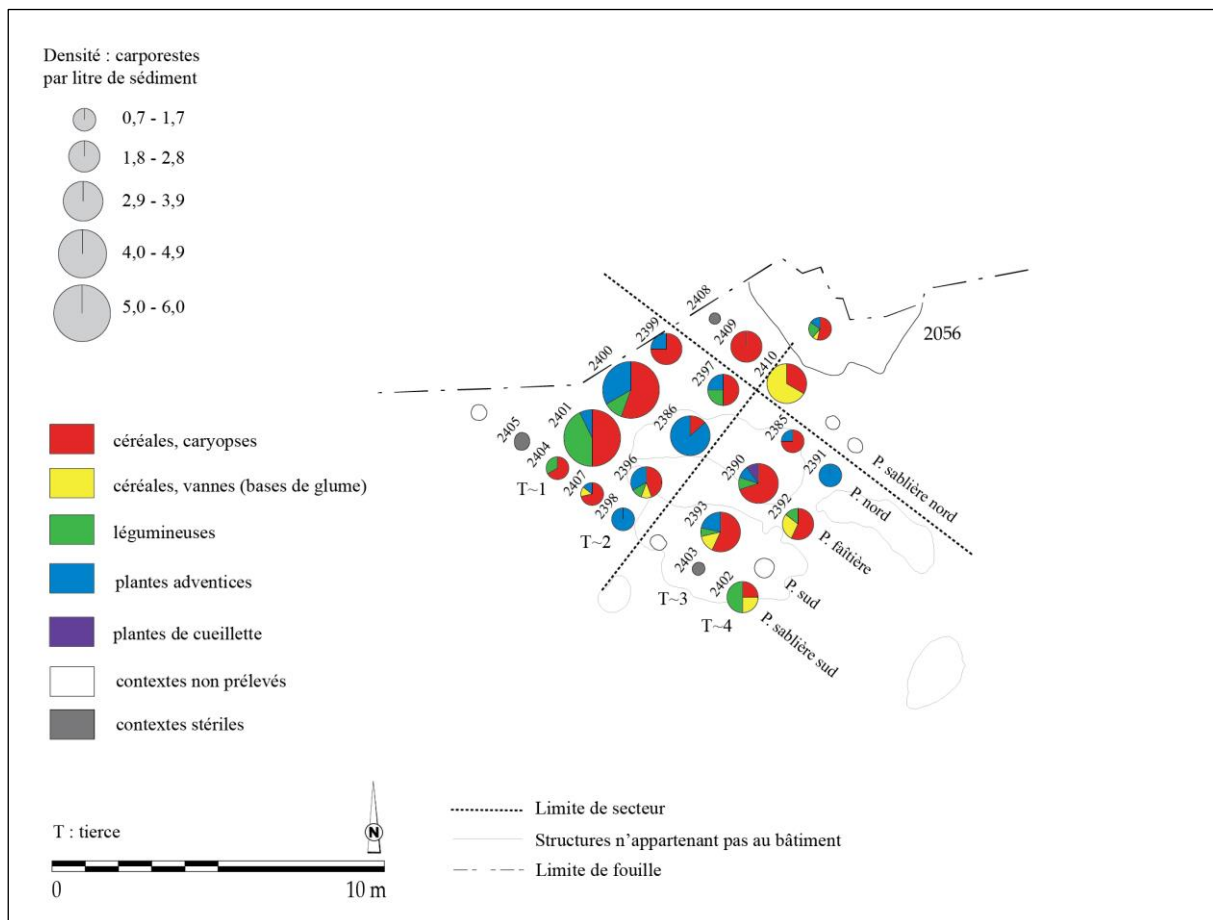 Densité : carporestes
par litre de sédiment
0,7 - 1,7
1,8 - 2,8
2,9 - 3,9
4,0 - 4,9
5,0 - 6,0
céréales, caryopses
céréales, vannes (bases de glume)
légumineuses
plantes adventices
plantes de cueillette
contextes non prélevés
contextes stériles
T : tierce
N
0
10 m
2408
2409
2399
2400
2056
2410
2397
2401
2386
2405
2385
2404
2396
2390
2391
P. sablière nord
T~1
2407
P. nord
2398
2393
2392
P. faîtière
T~2
2403
2402
P. sud
T~3
T~4
P. sablière sud
Limite de secteur
Structures n’appartenant pas au bâtiment
Limite de fouille